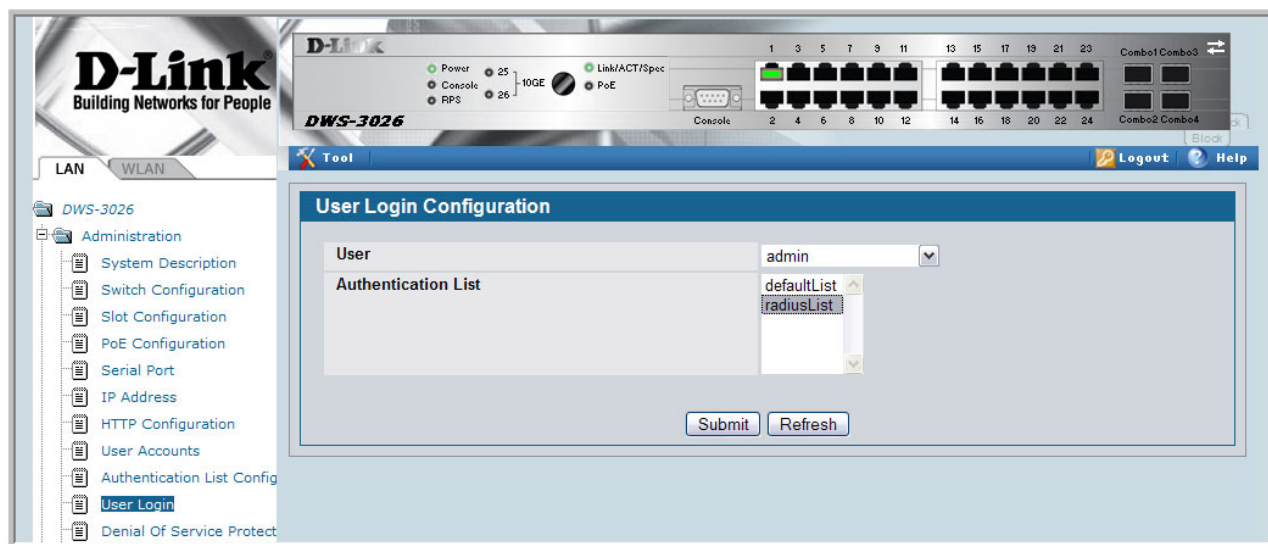 D-Link
Building Networks for People
D-Link
Power
Console
RPS
25
26
10GE
Link/ACT/Spec
PoE
DWS-3026
Console
1 3 5 7 9 11 13 15 17 19 21 23
2 4 6 8 10 12 14 16 18 20 22 24
Combo1 Combo3
Combo2 Combo4
Block
Tool
Logout
Help
LAN
WLAN
DWS-3026
Administration
System Description
Switch Configuration
Slot Configuration
PoE Configuration
Serial Port
IP Address
HTTP Configuration
User Accounts
Authentication List Config
User Login
Denial Of Service Protect
User Login Configuration
User
admin
Authentication List
defaultList
radiusList
Submit
Refresh